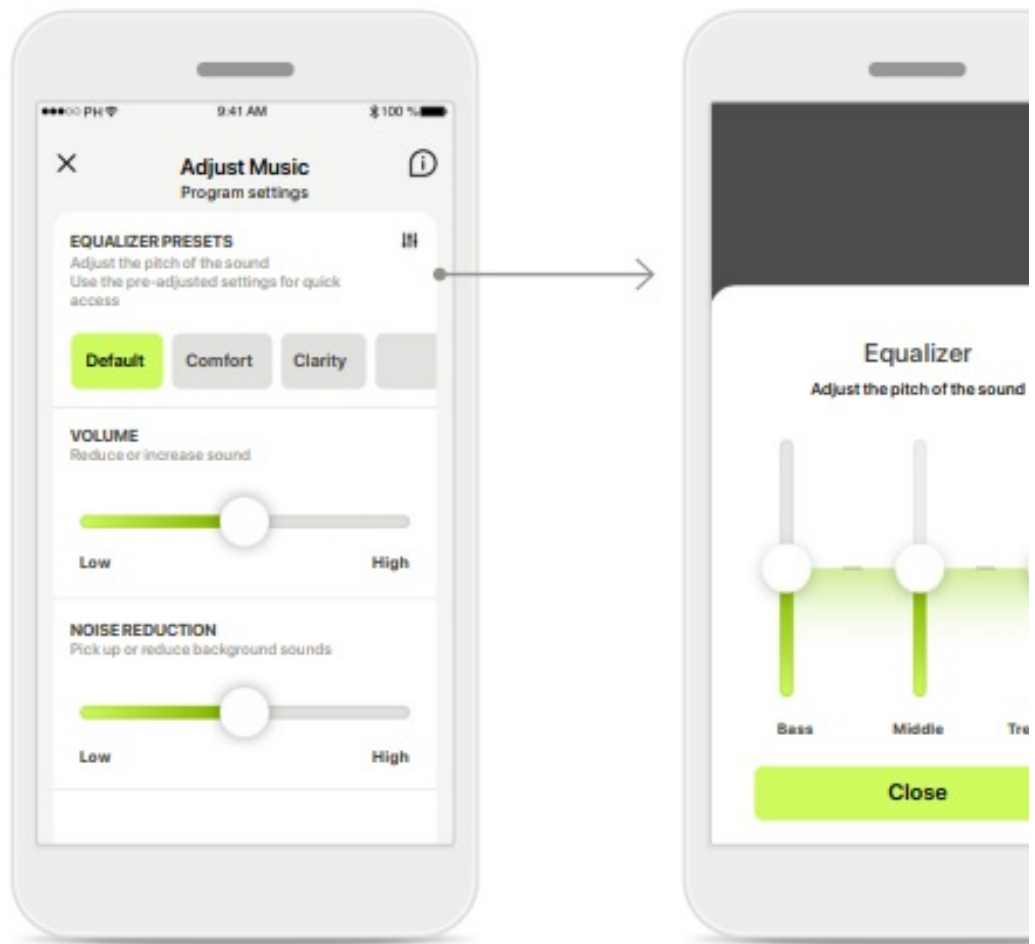 PH 9:41 AM 100 %
Adjust Music
Program settings
EQUALIZER PRESETS
Adjust the pitch of the sound
Use the pre-adjusted settings for quick
access
Default Comfort Clarity
VOLUME
Reduce or increase sound
Low High
NOISE REDUCTION
Pick up or reduce background sounds
Low High
Equalizer
Adjust the pitch of the sound
Bass Middle Tre
Close